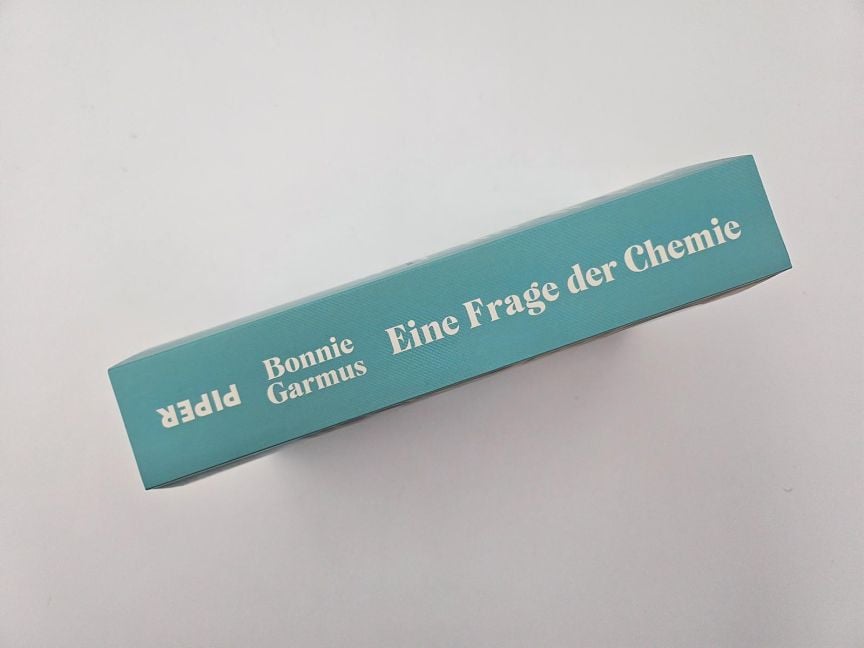 PIPER
Bonnie
Garmus
Eine Frage der Chemie